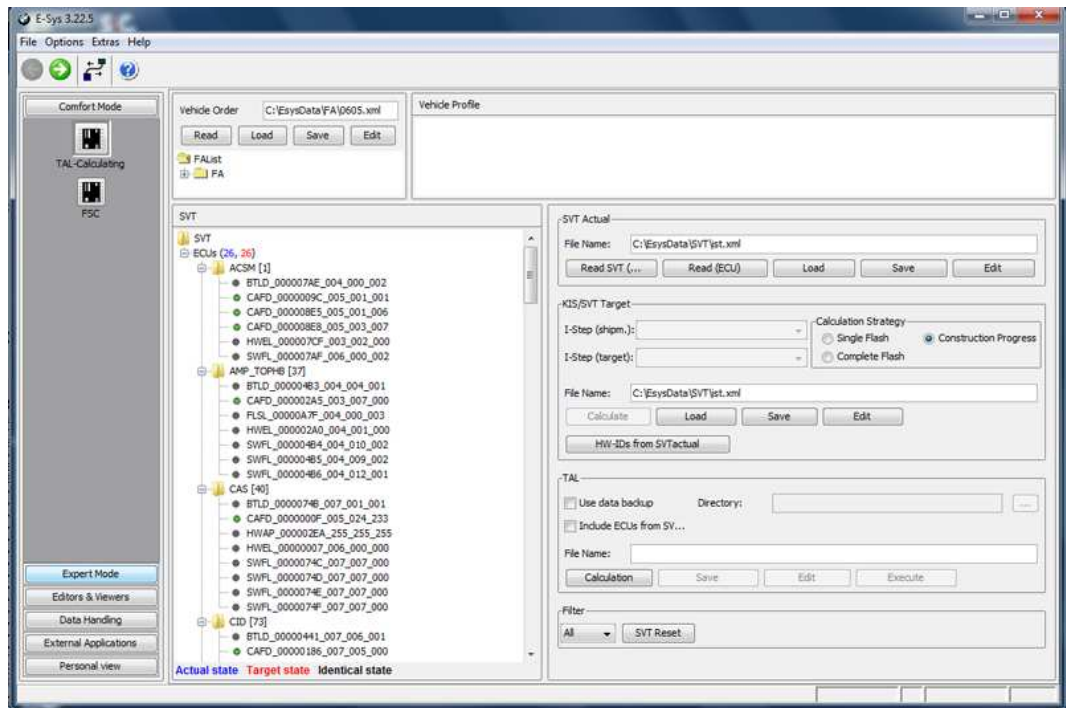 E-Sys 3.22.5
File Options Extras Help
Comfort Mode
TAL-Calculating
FSC
Expert Mode
Editors & Viewers
Data Handling
External Applications
Personal view
Vehicle Order
C:\EsysData\FA\0605.xml
Read Load Save Edit
FAList
FA
Vehicle Profile
SVT
SVT
ECUs (26, 26)
ACSM [1]
BTLD_000007AE_004_000_002
CAFD_0000009C_005_001_001
CAFD_000008E5_005_001_006
CAFD_000008E8_005_003_007
HWEL_000007CF_003_002_000
SWFL_000007AF_006_000_002
AMP_TOPHB [37]
BTLD_000004B3_004_004_001
CAFD_000002A5_003_007_000
FLSL_00000A7F_004_000_003
HWEL_000002A0_004_001_000
SWFL_000004B4_004_010_002
SWFL_000004B5_004_009_002
SWFL_000004B6_004_012_001
CAS [40]
BTLD_0000074B_007_001_001
CAFD_0000000F_005_024_233
HWAP_000002EA_255_255_255
HWEL_00000007_006_000_000
SWFL_0000074C_007_007_000
SWFL_0000074D_007_007_000
SWFL_0000074E_007_007_000
SWFL_0000074F_007_007_000
CID [73]
BTLD_00000441_007_006_001
CAFD_00000186_007_005_000
Actual state Target state Identical state
SVT Actual
File Name: C:\EsysData\SVT\ist.xml
Read SVT (... Read (ECU) Load Save Edit
KIS/SVT Target
I-Step (shipm.):
I-Step (target):
Calculation Strategy
Single Flash Construction Progress
Complete Flash
File Name: C:\EsysData\SVT\ist.xml
Calculate Load Save Edit
HW-IDs from SVTactual
TAL
Use data backup Directory: ...
Include ECUs from SV...
File Name:
Calculation Save Edit Execute
Filter
All SVT Reset